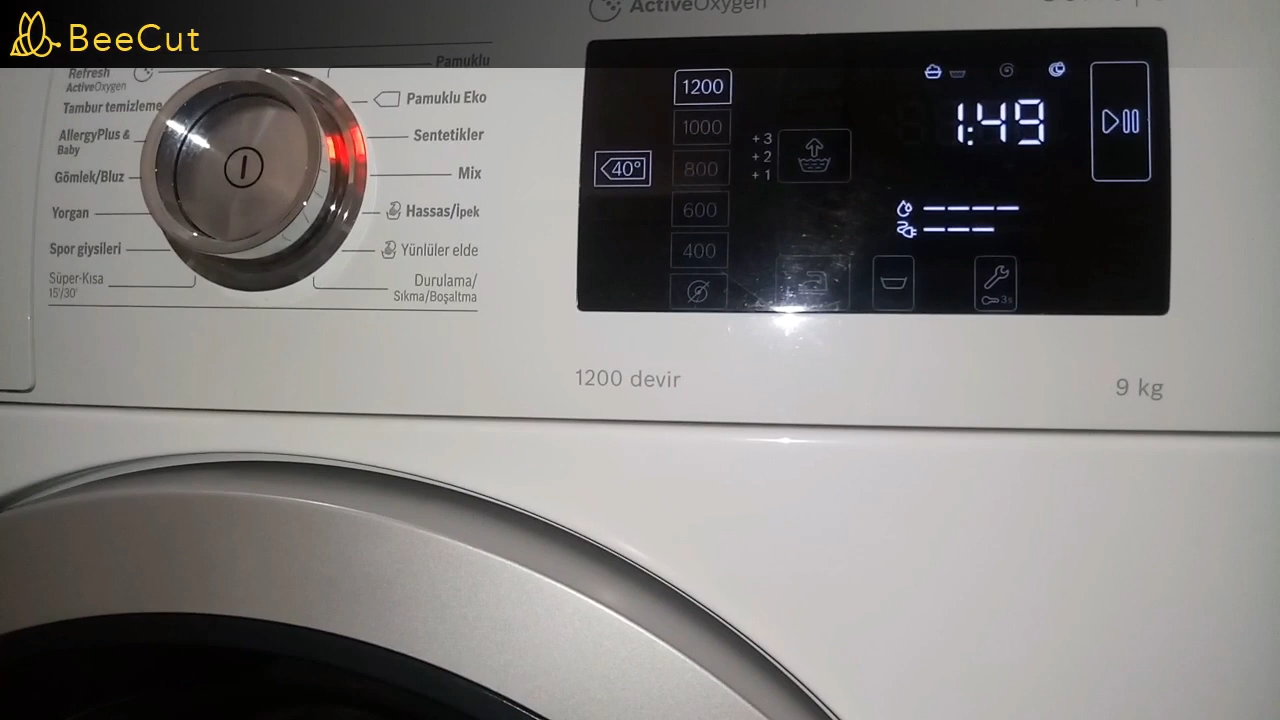 BeeCut
ActiveOxygen
Refresh
ActiveOxygen
Tambur temizleme
AllergyPlus &
Baby
Gömlek/Bluz
Yorgan
Spor giysileri
Süper-Kısa
15'/30'
Pamuklu
Pamuklu Eko
Sentetikler
Mix
Hassas/İpek
Yünlüler elde
Durulama/
Sıkma/Boşaltma
40°
1200
1000
800
600
400
+ 3
+ 2
+ 1
1:49
3s
1200 devir
9 kg